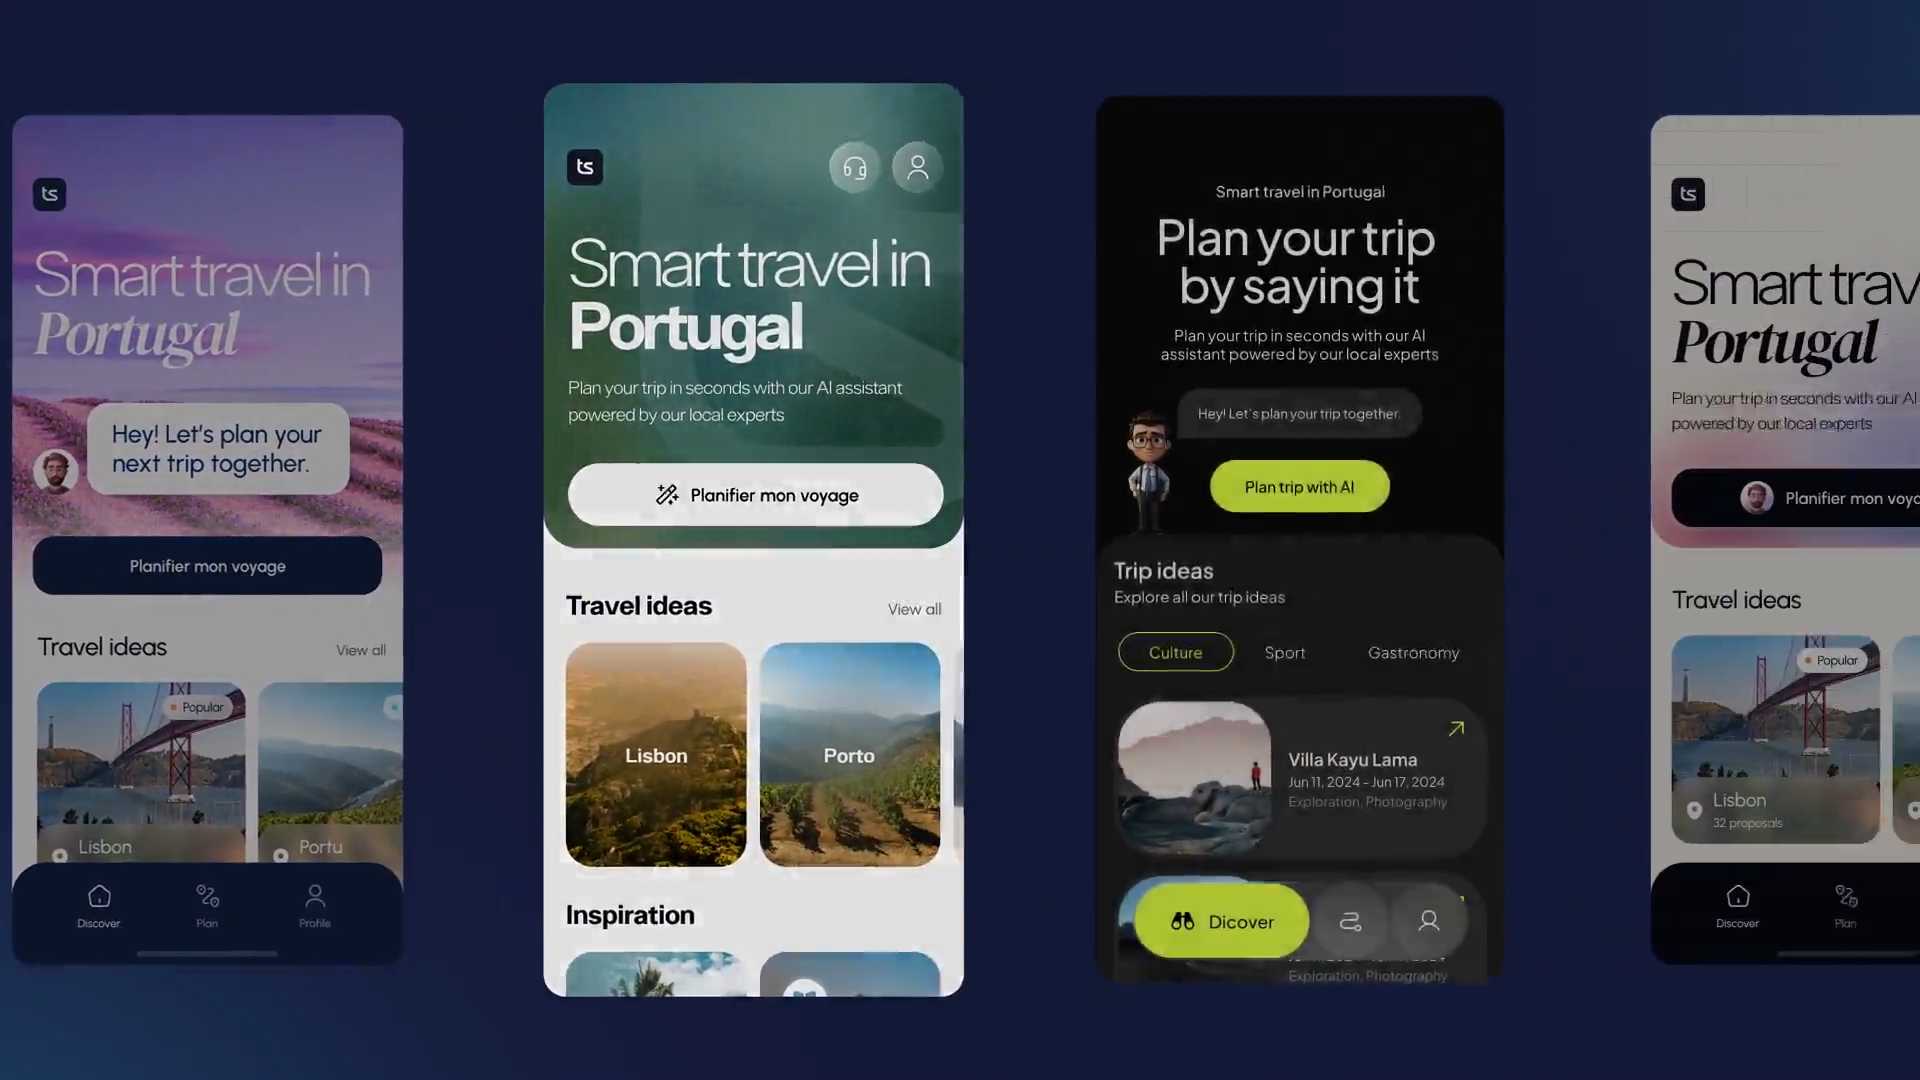 ts
Smart travel in
Portugal
Hey! Let's plan your
next trip together.
Planifier mon voyage
Travel ideas
View all
Popular
Lisbon
Portu
Discover
Plan
Profile
ts
Smart travel in
Portugal
Plan your trip in seconds with our AI assistant
powered by our local experts
Planifier mon voyage
Travel ideas
View all
Lisbon
Porto
Inspiration
Smart travel in Portugal
Plan your trip
by saying it
Plan your trip in seconds with our AI
assistant powered by our local experts
Hey! Let's plan your trip together.
Plan trip with AI
Trip ideas
Explore all our trip ideas
Culture
Sport
Gastronomy
Villa Kayu Lama
Jun 11, 2024 - Jun 17, 2024
Exploration, Photography
Dicover
Exploration, Photography
ts
Smart trav
Portugal
Plan your trip in seconds with our AI
powered by our local experts
Planifier mon voya
Travel ideas
Popular
Lisbon
32 proposals
Discover
Plan